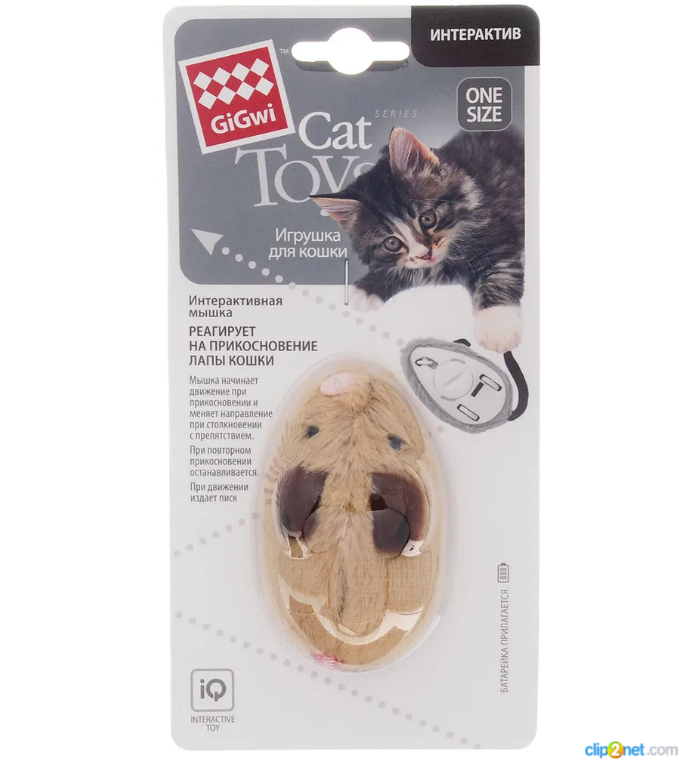 ИНТЕРАКТИВ
TM
GiGwi
ONE
SIZE
SERIES
Cat
Toys
Игрушка
для кошки
Интерактивная
мышка
РЕАГИРУЕТ
НА ПРИКОСНОВЕНИЕ
ЛАПЫ КОШКИ
Мышка начинает
движение при
прикосновении и
меняет направление
при столкновении
с препятствием.
При повторном
прикосновении
останавливается.
При движении
издает писк
БАТАРЕЙКА ПРИЛАГАЕТСЯ
iQ
INTERACTIVE
TOY
clip2net.com